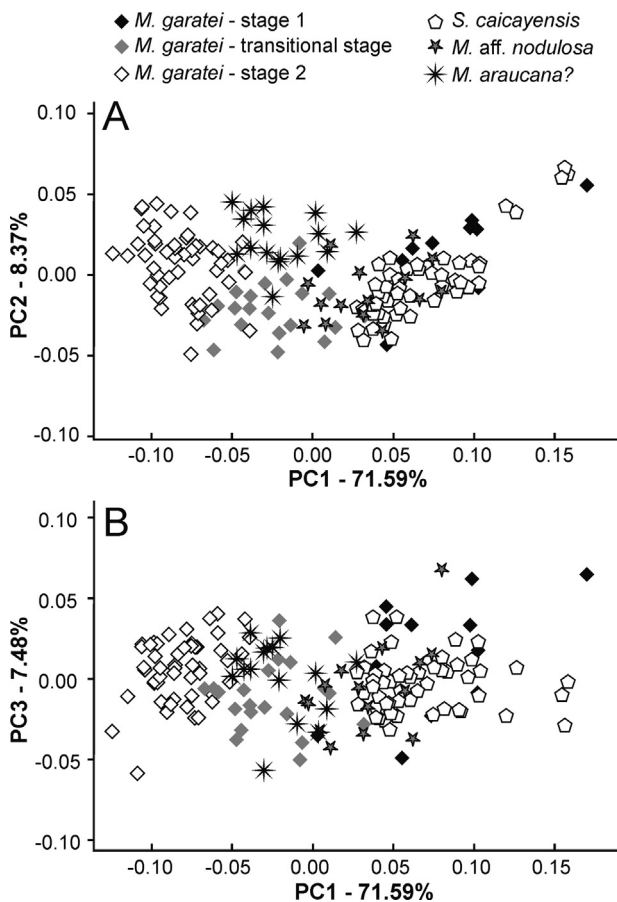 M. garatei - stage 1
M. garatei - transitional stage
M. garatei - stage 2
S. caicayensis
M. aff. nodulosa
M. araucana?
A
0.10
0.05
0.00
-0.05
-0.10
PC2 - 8.37%
-0.10 -0.05 0.00 0.05 0.10 0.15
PC1 - 71.59%
B
0.10
0.05
0.00
-0.05
-0.10
PC3 - 7.48%
-0.10 -0.05 0.00 0.05 0.10 0.15
PC1 - 71.59%